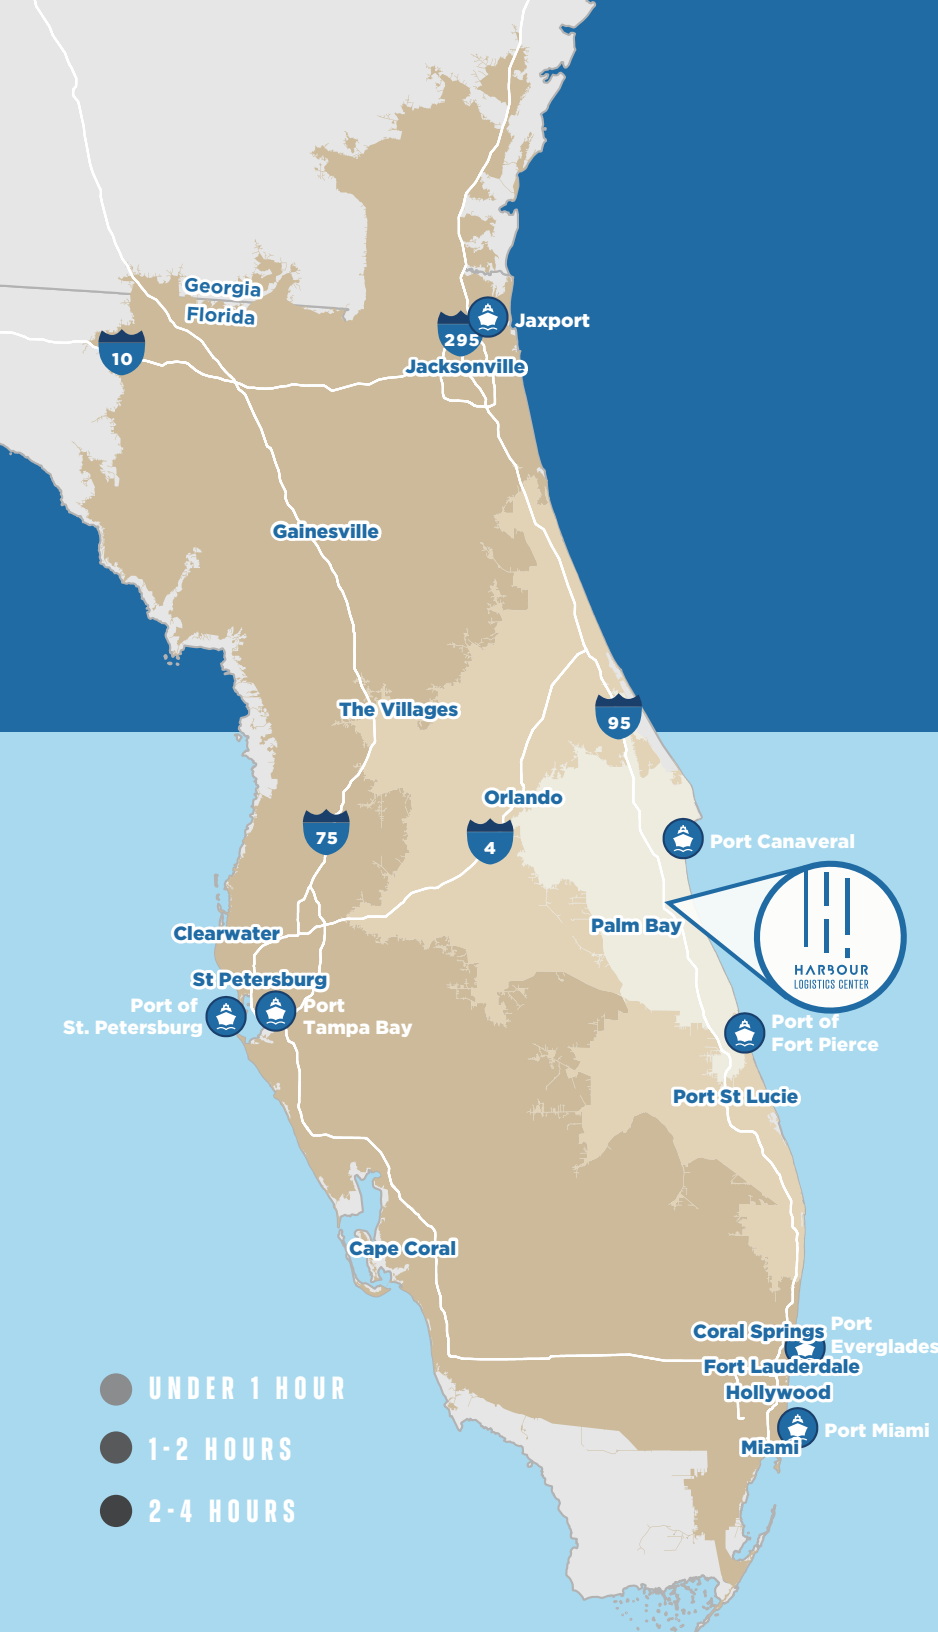 Georgia
Florida
10
295
Jaxport
Jacksonville
Gainesville
The Villages
95
Orlando
75
4
Port Canaveral
Palm Bay
HARBOUR
LOGISTICS CENTER
Clearwater
St Petersburg
Port of
St. Petersburg
Port
Tampa Bay
Port of
Fort Pierce
Port St Lucie
Cape Coral
Coral Springs
Port
Everglades
Fort Lauderdale
Hollywood
Port Miami
Miami
UNDER 1 HOUR
1-2 HOURS
2-4 HOURS